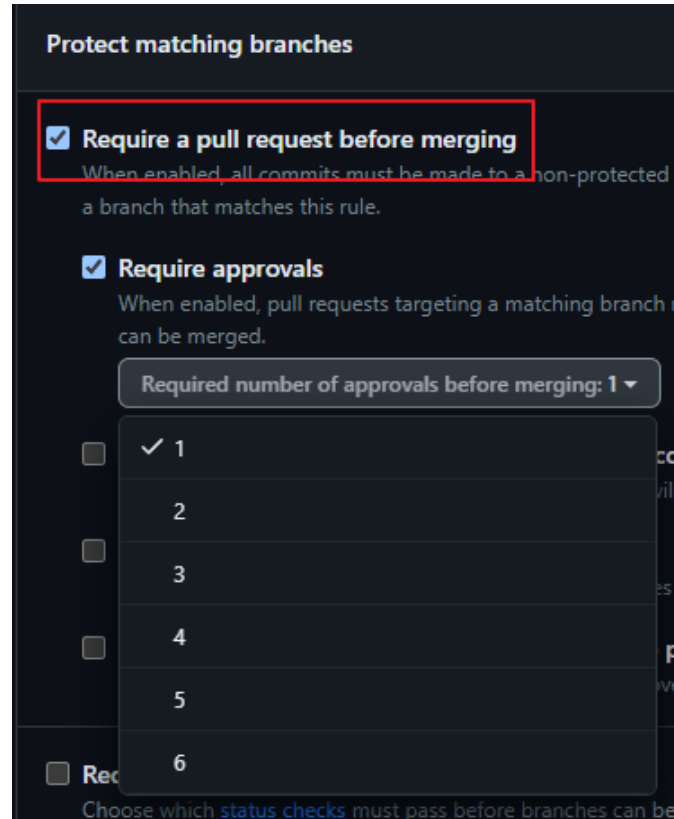 Protect matching branches
Require a pull request before merging
When enabled, all commits must be made to a non-protected
a branch that matches this rule.
Require approvals
When enabled, pull requests targeting a matching branch
can be merged.
Required number of approvals before merging: 1
1
2
3
4
5
6
Choose which status checks must pass before branches can be